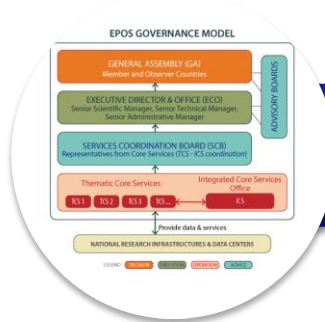 EPOS GOVERNANCE MODEL
GENERAL ASSEMBLY (GA)
Member and Observer Countries
EXECUTIVE DIRECTOR & OFFICE (ECO)
Senior Scientific Manager, Senior Technical Manager,
Senior Administrative Manager
ADVISORY BOARDS
SERVICES COORDINATION BOARD (SCB)
Representatives from Core Services (TCS - ICS coordination)
Thematic Core Services
Integrated Core Services
Office
TCS 1
TCS 2
TCS 3
TCS ...
ICS
Provide data & services
NATIONAL RESEARCH INFRASTRUCTURES & DATA CENTERS
LEGEND DECISION EXECUTION OPERATION ADVICE